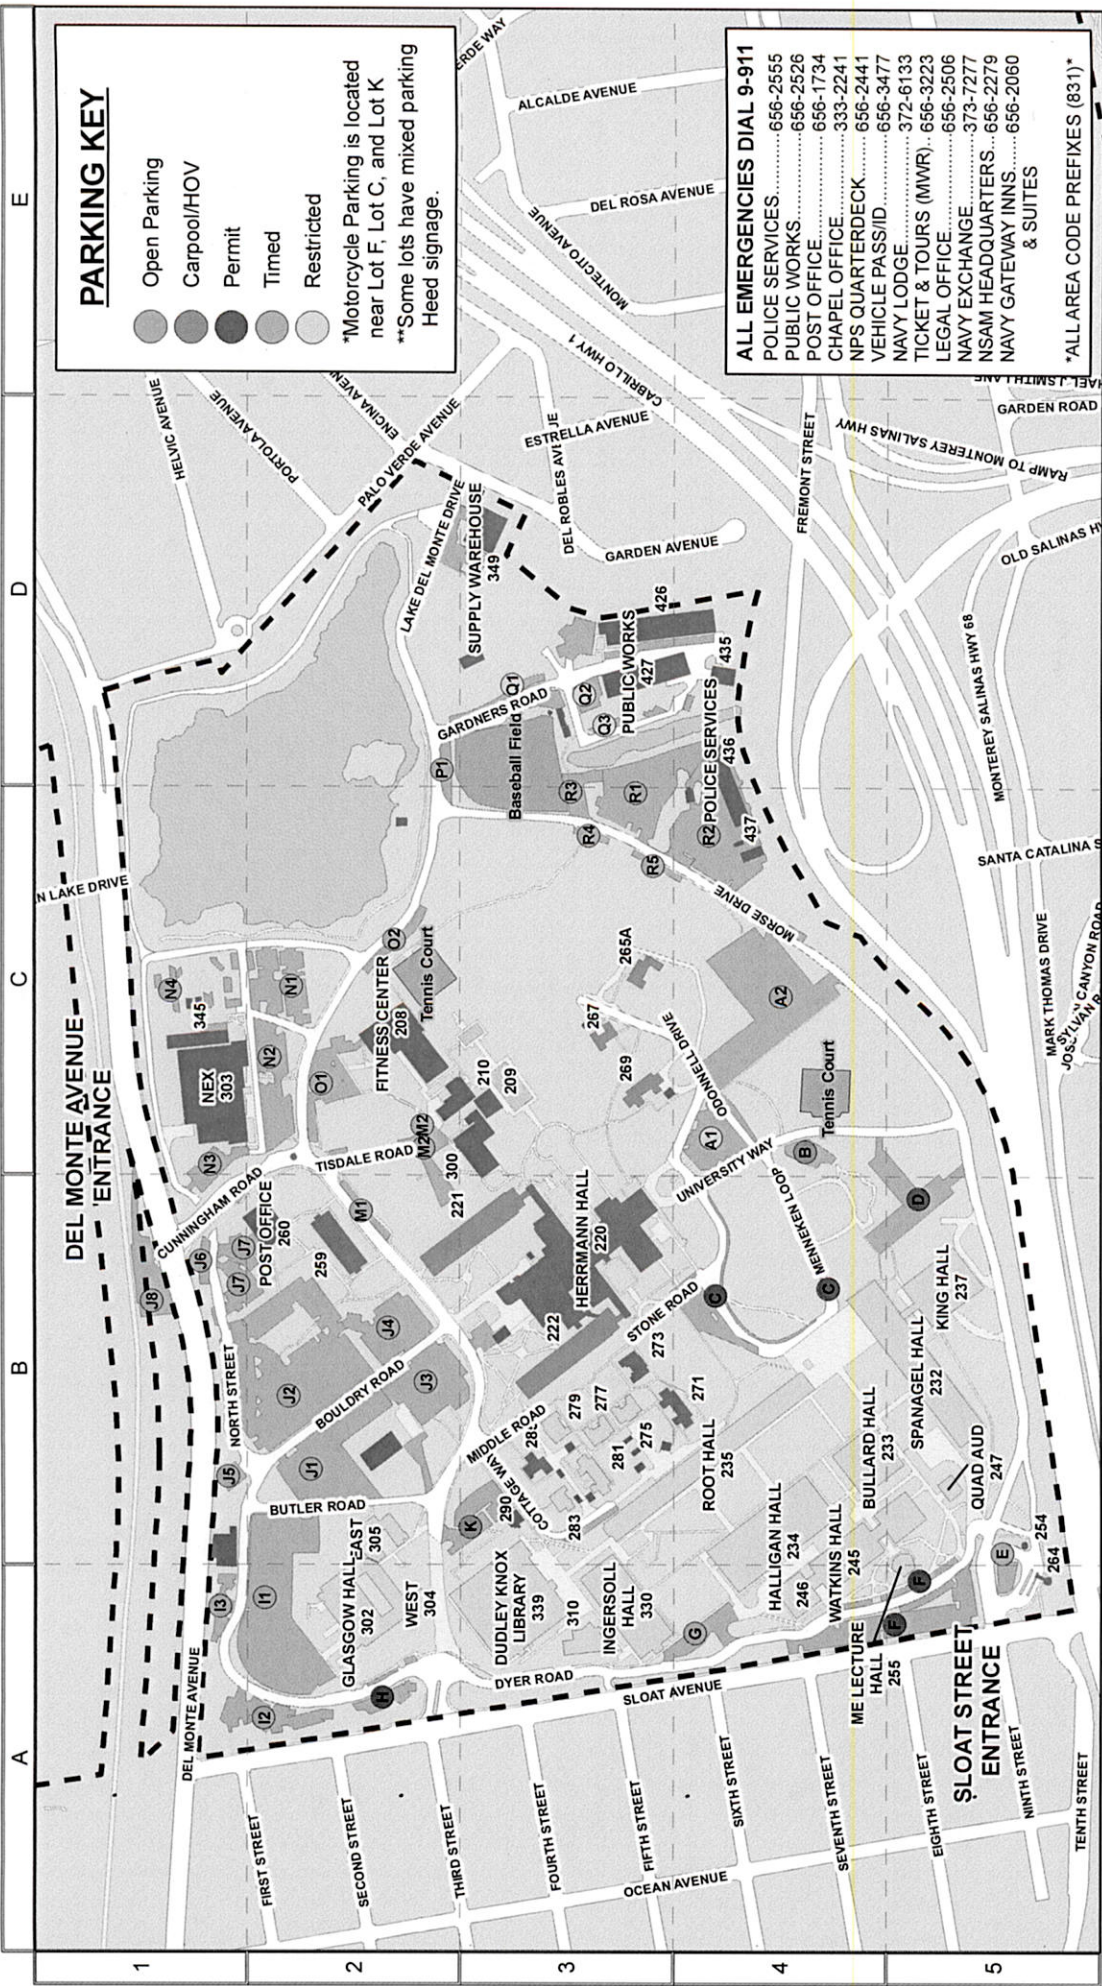 A
B
C
D
E
1
2
3
4
5
PARKING KEY
Open Parking
Carpool/HOV
Permit
Timed
Restricted
*Motorcycle Parking is located
near Lot F, Lot C, and Lot K
**Some lots have mixed parking
Heed signage.
ALL EMERGENCIES DIAL 9-911
POLICE SERVICES..........656-2555
PUBLIC WORKS..........656-2526
POST OFFICE..........656-1734
CHAPEL OFFICE..........333-2241
NPS QUARTERDECK....656-2441
VEHICLE PASS/ID..........656-3477
NAVY LODGE..........372-6133
TICKET & TOURS (MWR)..656-3223
LEGAL OFFICE..........656-2506
NAVY EXCHANGE..........373-7277
NSAM HEADQUARTERS...656-2279
NAVY GATEWAY INNS.....656-2060
& SUITES
*ALL AREA CODE PREFIXES (831)*
DEL MONTE AVENUE
ENTRANCE
DEL MONTE AVENUE
FIRST STREET
SECOND STREET
THIRD STREET
FOURTH STREET
FIFTH STREET
SIXTH STREET
SEVENTH STREET
EIGHTH STREET
NINTH STREET
TENTH STREET
OCEAN AVENUE
SLOAT AVENUE
DYER ROAD
SLOAT STREET
ENTRANCE
I3
I1
I2
H
GLASGOW HALL
302
EAST
305
WEST
304
BUTLER ROAD
J5
J1
J2
J3
J4
J6
J7
J7
J8
NORTH STREET
BOULDRY ROAD
CUNNINGHAM ROAD
POST OFFICE
260
259
M1
TISDALE ROAD
M2
M2
300
221
N3
NEX
303
345
N4
N1
N2
O1
O2
FITNESS CENTER
208
Tennis Court
210
209
HERRMANN HALL
220
222
STONE ROAD
273
271
279
277
281
275
283
290
MIDDLE ROAD
COTTAGE WAY
K
DUDLEY KNOX
LIBRARY
339
310
INGERSOLL
HALL
330
G
ROOT HALL
235
HALLIGAN HALL
234
246
WATKINS HALL
245
BULLARD HALL
233
SPANAGEL HALL
232
KING HALL
237
QUAD AUD
247
ME LECTURE
HALL
255
F
F
E
254
264
C
C
D
B
A1
A2
MENNEKEN LOOP
UNIVERSITY WAY
ODONNELL DRIVE
Tennis Court
269
267
265A
MORSE DRIVE
P1
Baseball Field
GARDNERS ROAD
Q1
Q2
Q3
R1
R2
R3
R4
R5
PUBLIC WORKS
427
426
435
POLICE SERVICES
436
437
SUPPLY WAREHOUSE
349
LAKE DEL MONTE DRIVE
HELVIC AVENUE
PORTOLA AVENUE
PALO VERDE AVENUE
DEL ROBLES AVENUE
ESTRELLA AVENUE
GARDEN AVENUE
ALCALDE AVENUE
DEL ROSA AVENUE
MONTECITO AVENUE
CABRILLO HWY 1
FREMONT STREET
RAMP TO MONTEREY SALINAS HWY
GARDEN ROAD
MONTEREY SALINAS HWY 68
MARK THOMAS DRIVE